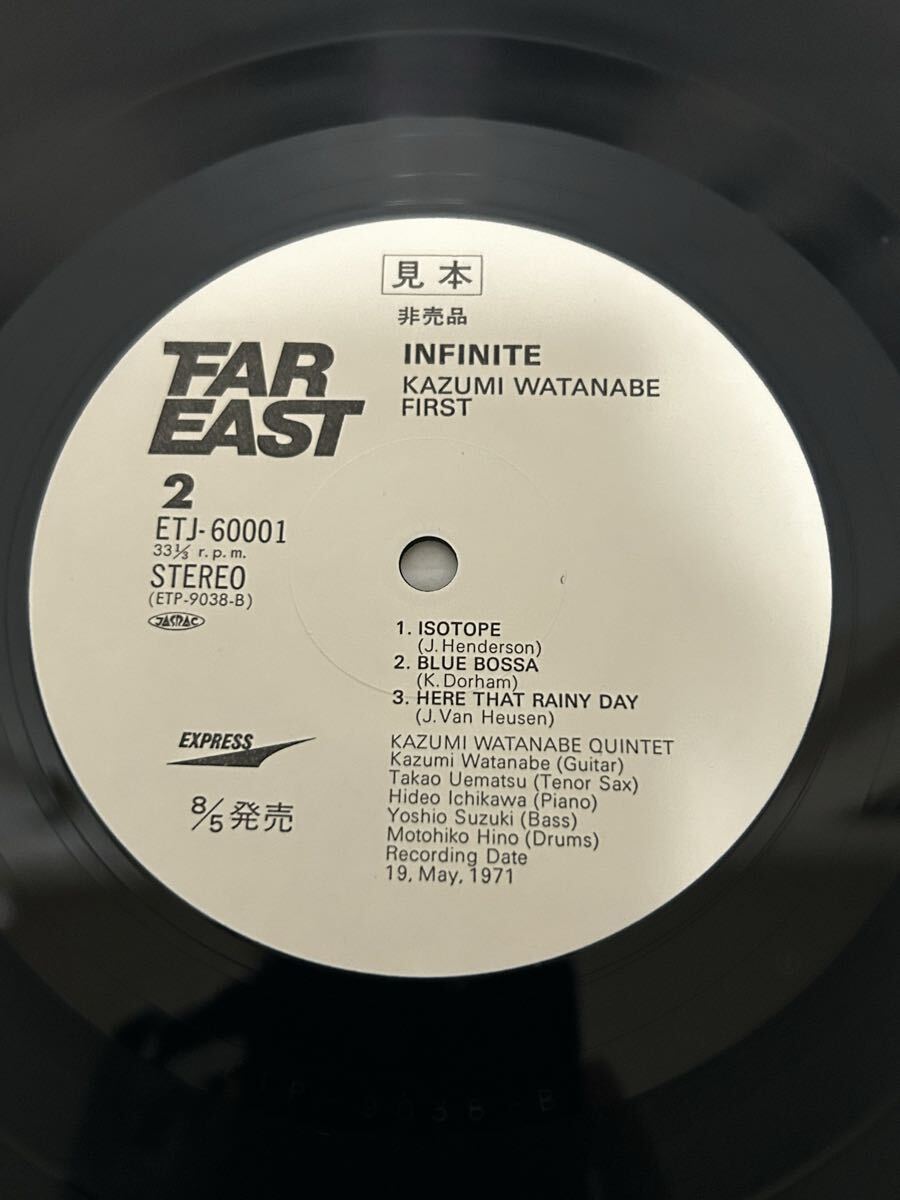 見本
非売品
FAR
EAST
INFINITE
KAZUMI WATANABE
FIRST
2
ETJ-60001
33⅓ r.p.m.
STEREO
(ETP-9038-B)
JASRAC
1. ISOTOPE
(J. Henderson)
2. BLUE BOSSA
(K. Dorham)
3. HERE THAT RAINY DAY
(J. Van Heusen)
EXPRESS
8/5発売
KAZUMI WATANABE QUINTET
Kazumi Watanabe (Guitar)
Takao Uematsu (Tenor Sax)
Hideo Ichikawa (Piano)
Yoshio Suzuki (Bass)
Motohiko Hino (Drums)
Recording Date
19, May, 1971
P-9038-B